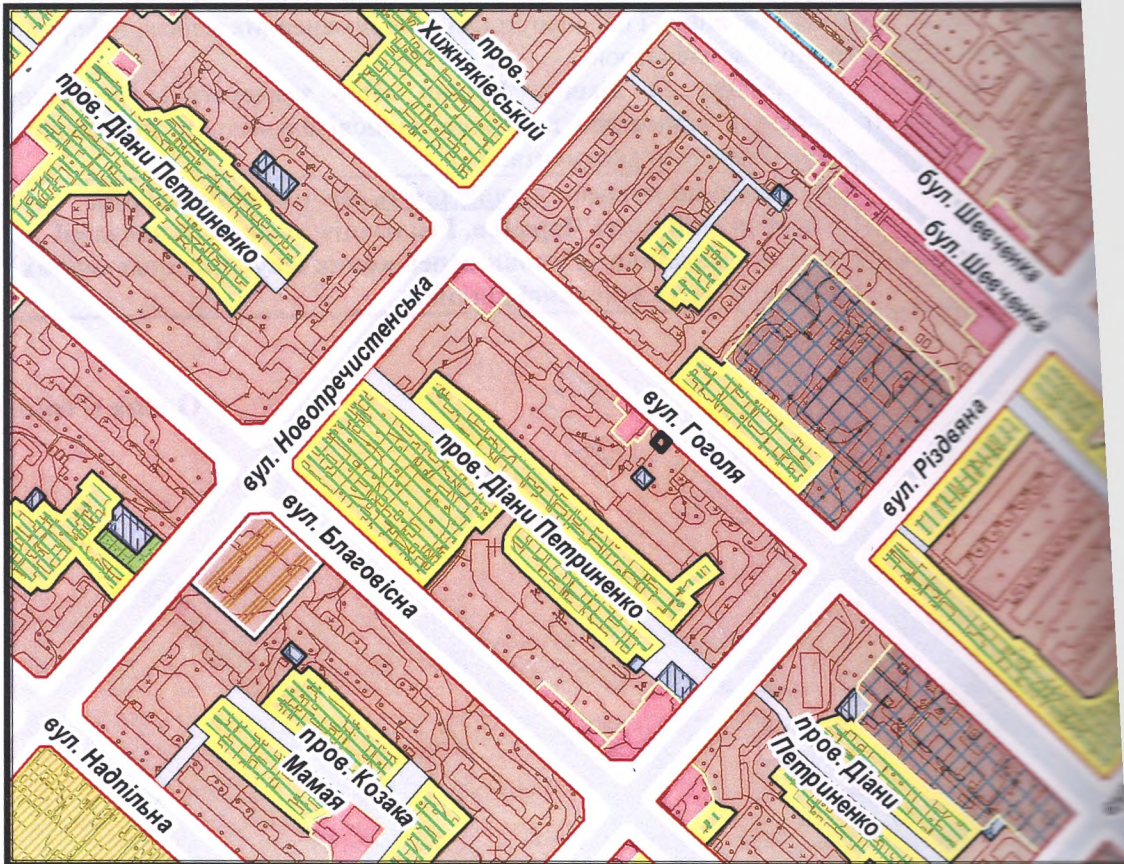 пров.
Хижняківський
пров. Діани Петриненко
бул. Шевченка
бул. Шевченка
вул. Новопречистенська
вул. Гоголя
вул. Різдвяна
пров. Діани Петриненко
вул. Благовісна
пров. Козака
Мамая
пров. Діани
Петриненко
вул. Надпільна